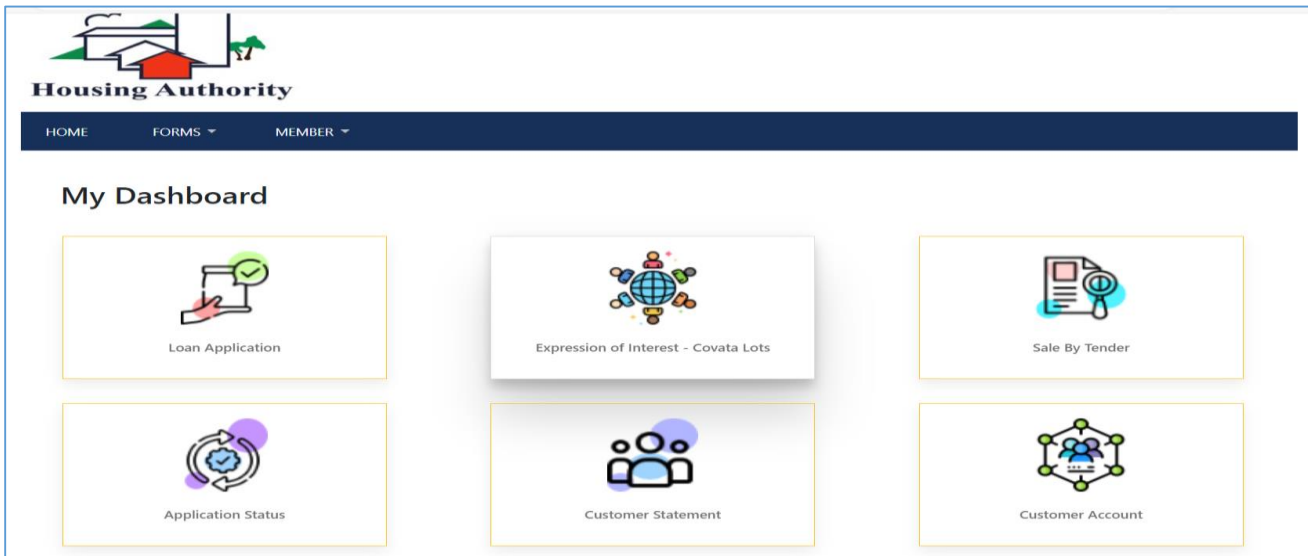 Housing Authority
HOME FORMS MEMBER
My Dashboard
Loan Application
Expression of Interest - Covata Lots
Sale By Tender
Application Status
Customer Statement
Customer Account